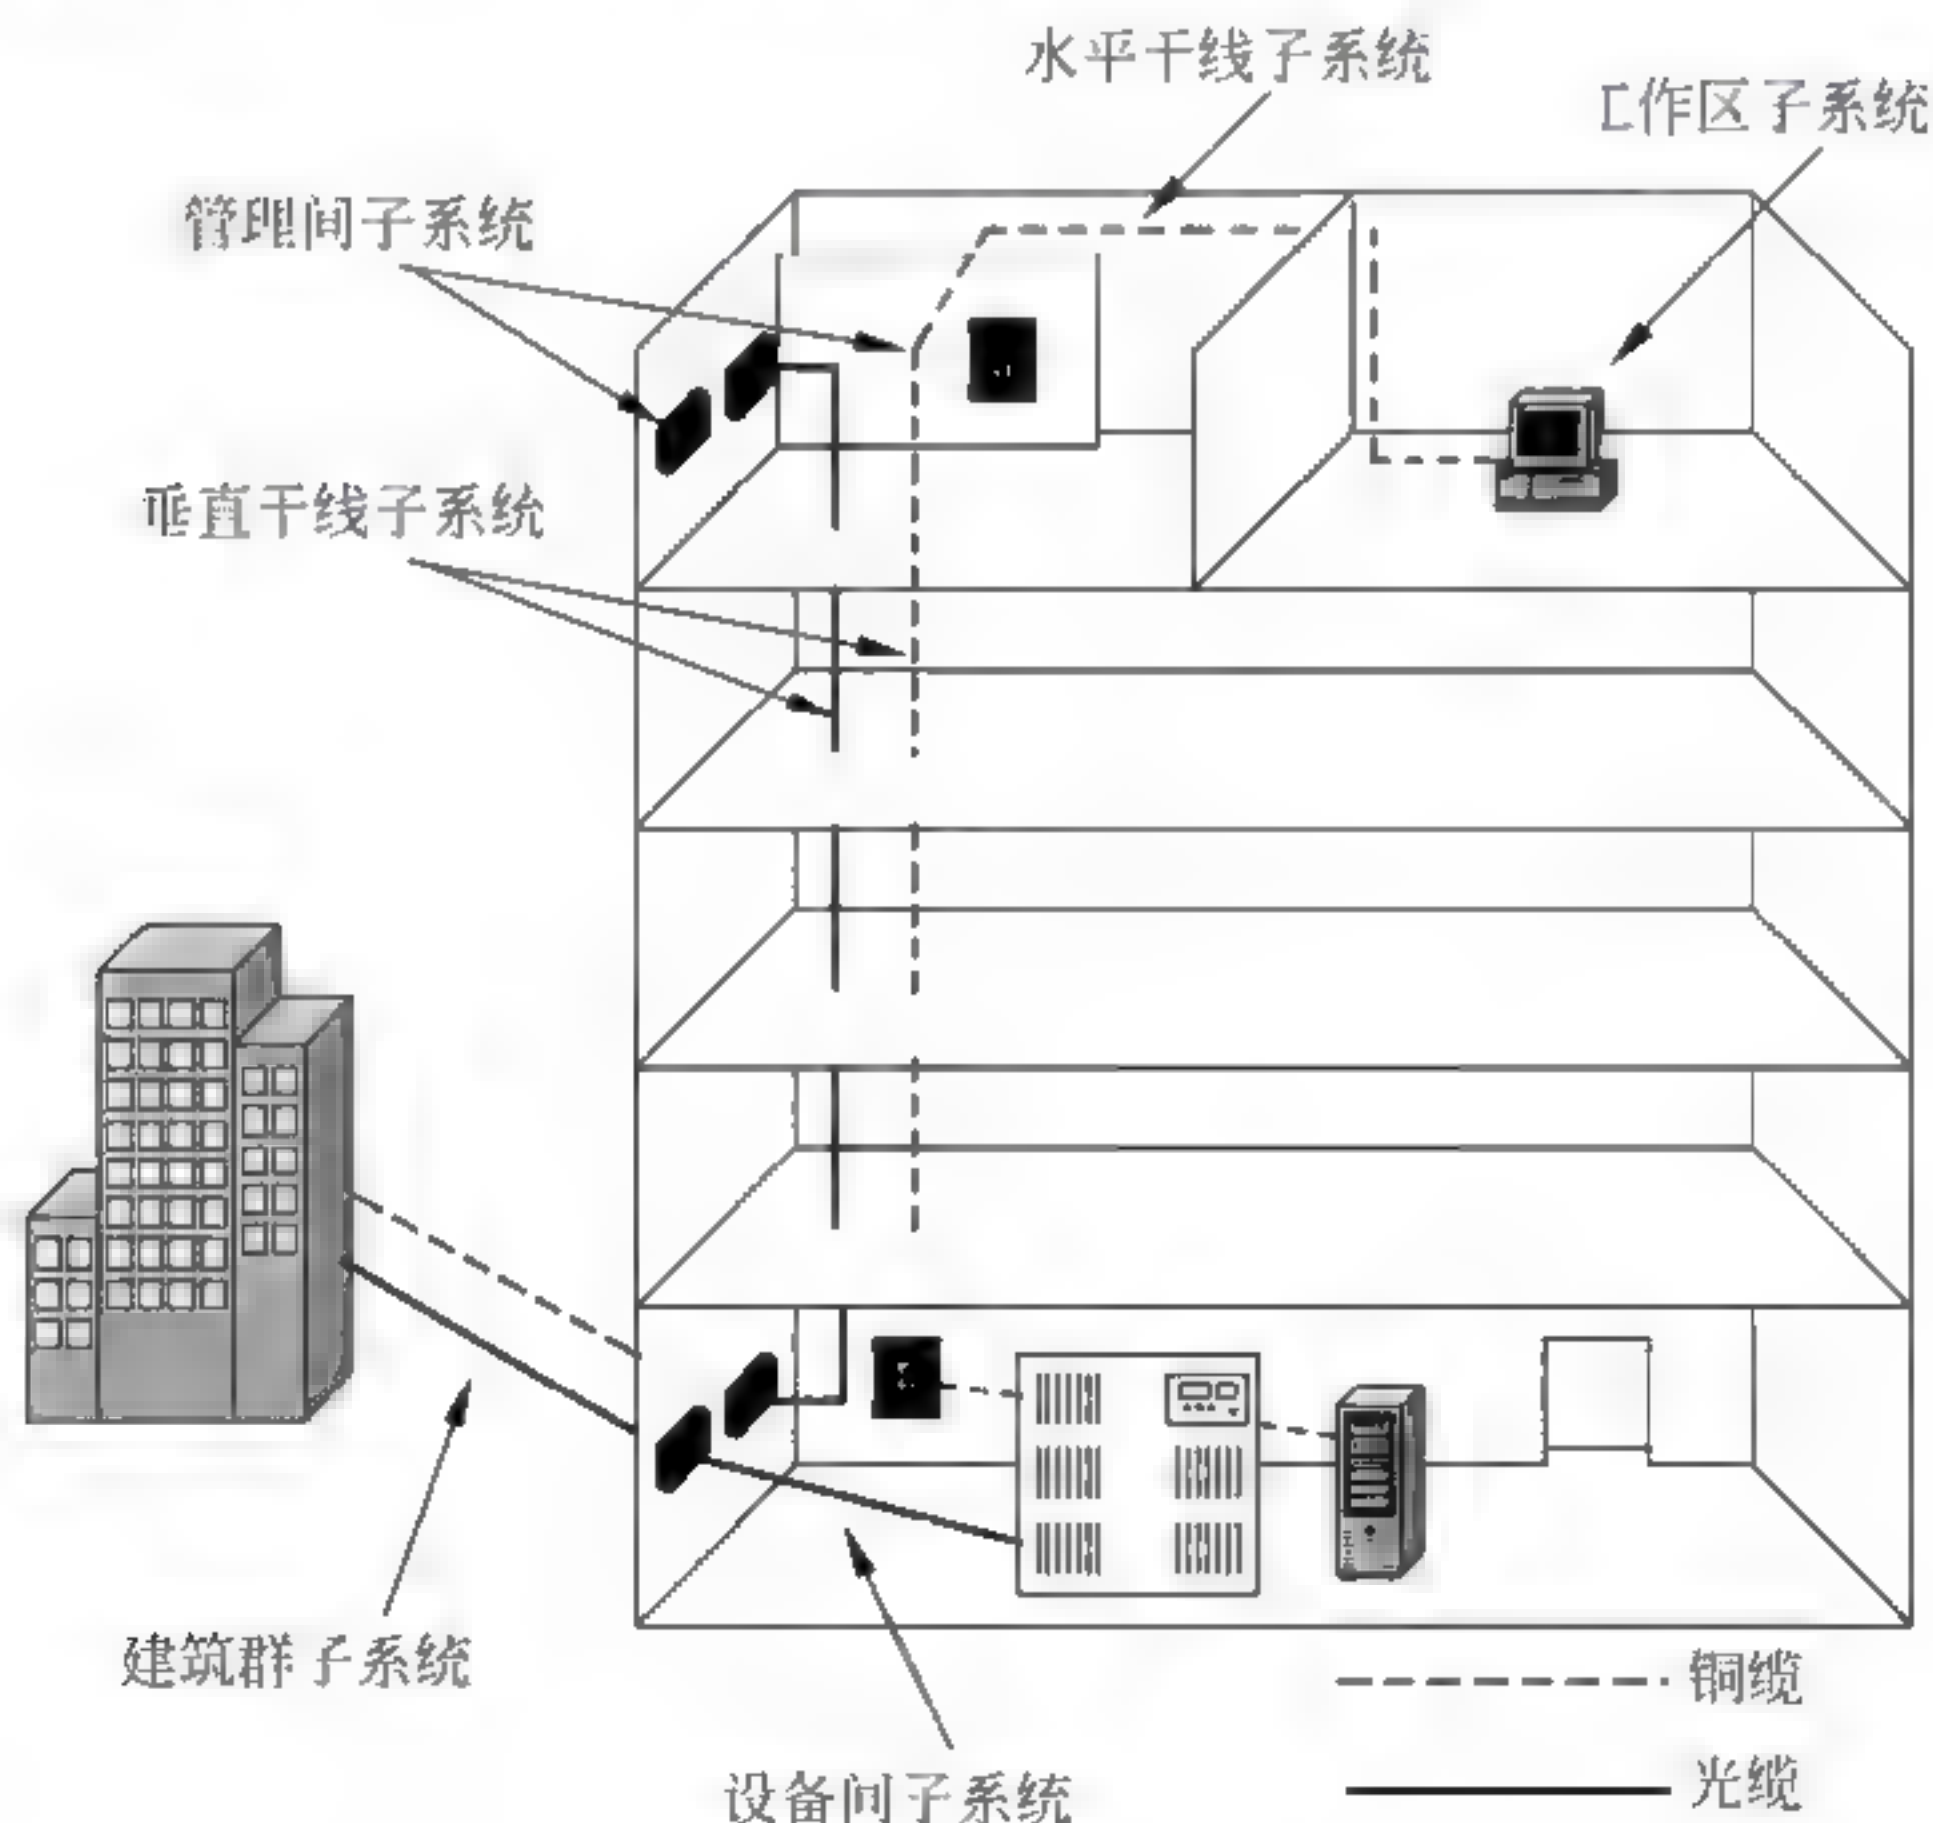 水平干线子系统
工作区子系统
管理间子系统
垂直干线子系统
建筑群子系统
设备间子系统
铜缆
光缆